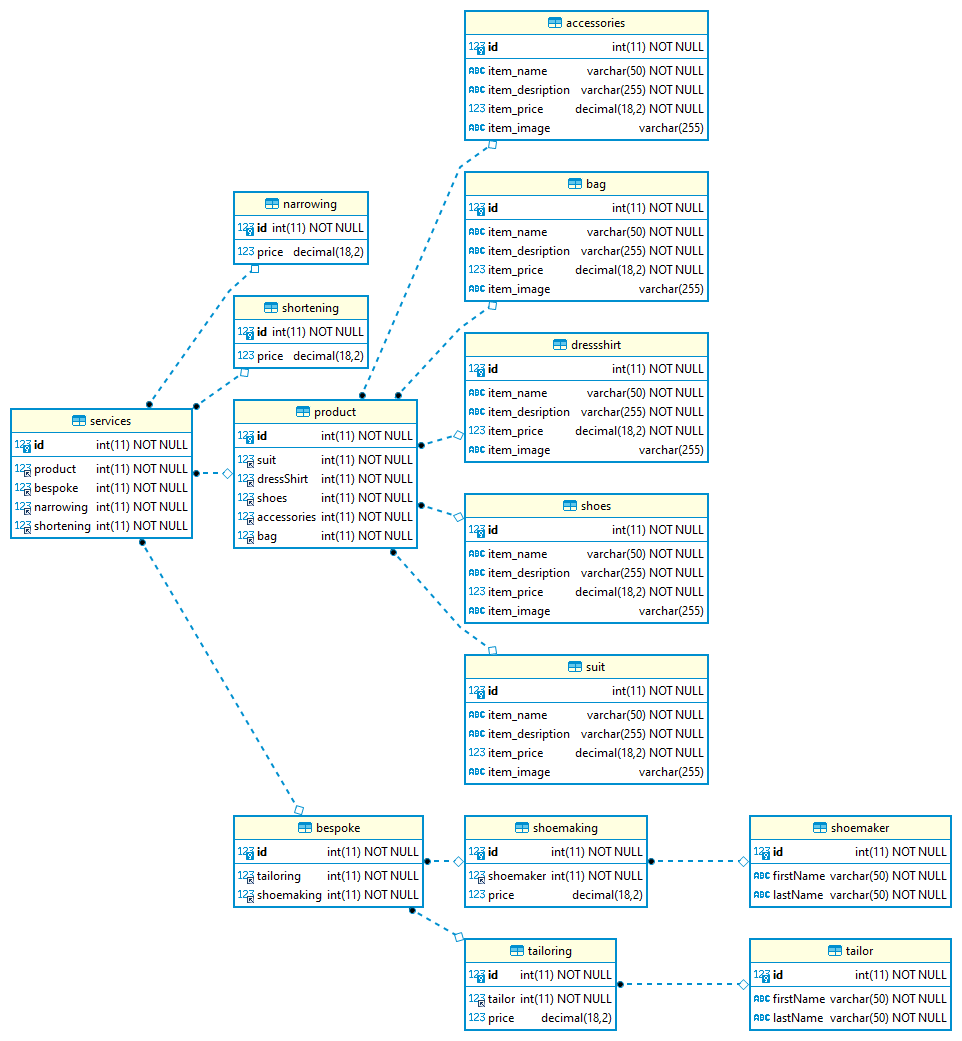 accessories
123 id int(11) NOT NULL
ABC item_name varchar(50) NOT NULL
ABC item_desription varchar(255) NOT NULL
123 item_price decimal(18,2) NOT NULL
ABC item_image varchar(255)
bag
123 id int(11) NOT NULL
ABC item_name varchar(50) NOT NULL
ABC item_desription varchar(255) NOT NULL
123 item_price decimal(18,2) NOT NULL
ABC item_image varchar(255)
narrowing
123 id int(11) NOT NULL
123 price decimal(18,2)
shortening
123 id int(11) NOT NULL
123 price decimal(18,2)
dressshirt
123 id int(11) NOT NULL
ABC item_name varchar(50) NOT NULL
ABC item_desription varchar(255) NOT NULL
123 item_price decimal(18,2) NOT NULL
ABC item_image varchar(255)
services
123 id int(11) NOT NULL
123 product int(11) NOT NULL
123 bespoke int(11) NOT NULL
123 narrowing int(11) NOT NULL
123 shortening int(11) NOT NULL
product
123 id int(11) NOT NULL
123 suit int(11) NOT NULL
123 dressShirt int(11) NOT NULL
123 shoes int(11) NOT NULL
123 accessories int(11) NOT NULL
123 bag int(11) NOT NULL
shoes
123 id int(11) NOT NULL
ABC item_name varchar(50) NOT NULL
ABC item_desription varchar(255) NOT NULL
123 item_price decimal(18,2) NOT NULL
ABC item_image varchar(255)
suit
123 id int(11) NOT NULL
ABC item_name varchar(50) NOT NULL
ABC item_desription varchar(255) NOT NULL
123 item_price decimal(18,2) NOT NULL
ABC item_image varchar(255)
bespoke
123 id int(11) NOT NULL
123 tailoring int(11) NOT NULL
123 shoemaking int(11) NOT NULL
shoemaking
123 id int(11) NOT NULL
123 shoemaker int(11) NOT NULL
123 price decimal(18,2)
shoemaker
123 id int(11) NOT NULL
ABC firstName varchar(50) NOT NULL
ABC lastName varchar(50) NOT NULL
tailoring
123 id int(11) NOT NULL
123 tailor int(11) NOT NULL
123 price decimal(18,2)
tailor
123 id int(11) NOT NULL
ABC firstName varchar(50) NOT NULL
ABC lastName varchar(50) NOT NULL